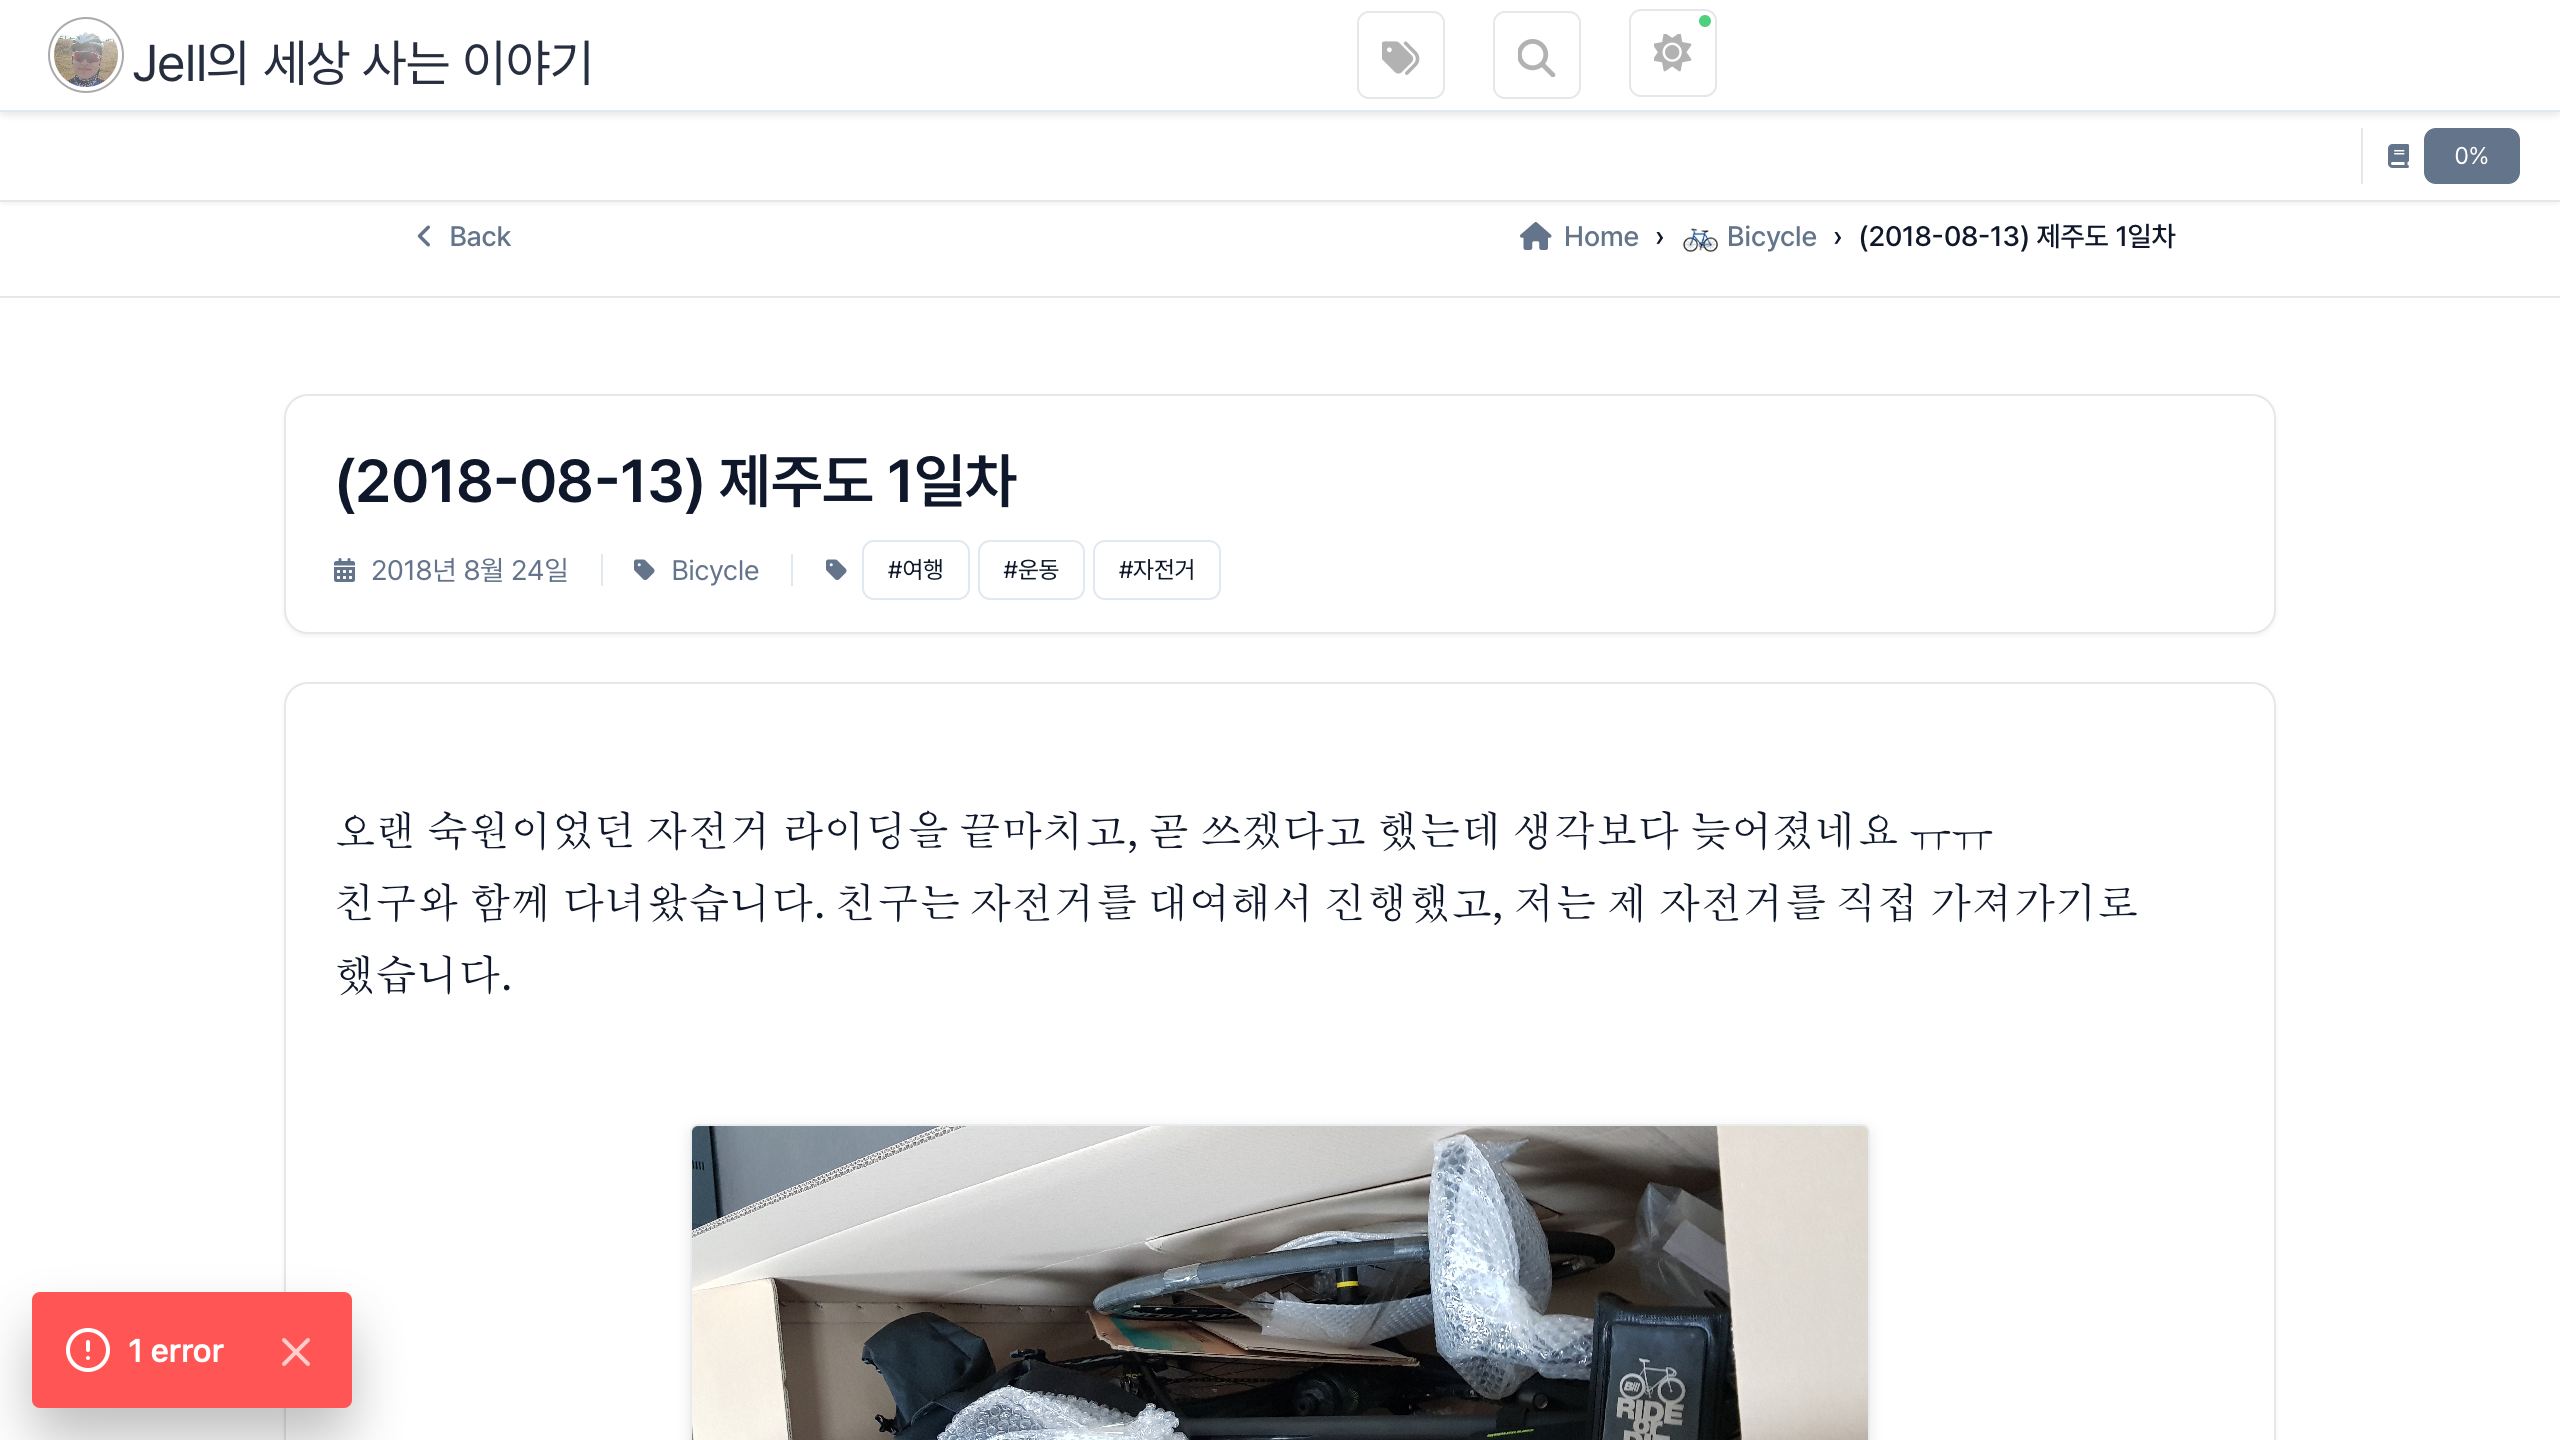 Jell의 세상 사는 이야기
0%
Back
Home › Bicycle › (2018-08-13) 제주도 1일차
(2018-08-13) 제주도 1일차
2018년 8월 24일 Bicycle #여행 #운동 #자전거
오랜 숙원이었던 자전거 라이딩을 끝마치고, 곧 쓰겠다고 했는데 생각보다 늦어졌네요 ㅠㅠ
친구와 함께 다녀왔습니다. 친구는 자전거를 대여해서 진행했고, 저는 제 자전거를 직접 가져가기로
했습니다.
RIDE
OR
DIE
1 error